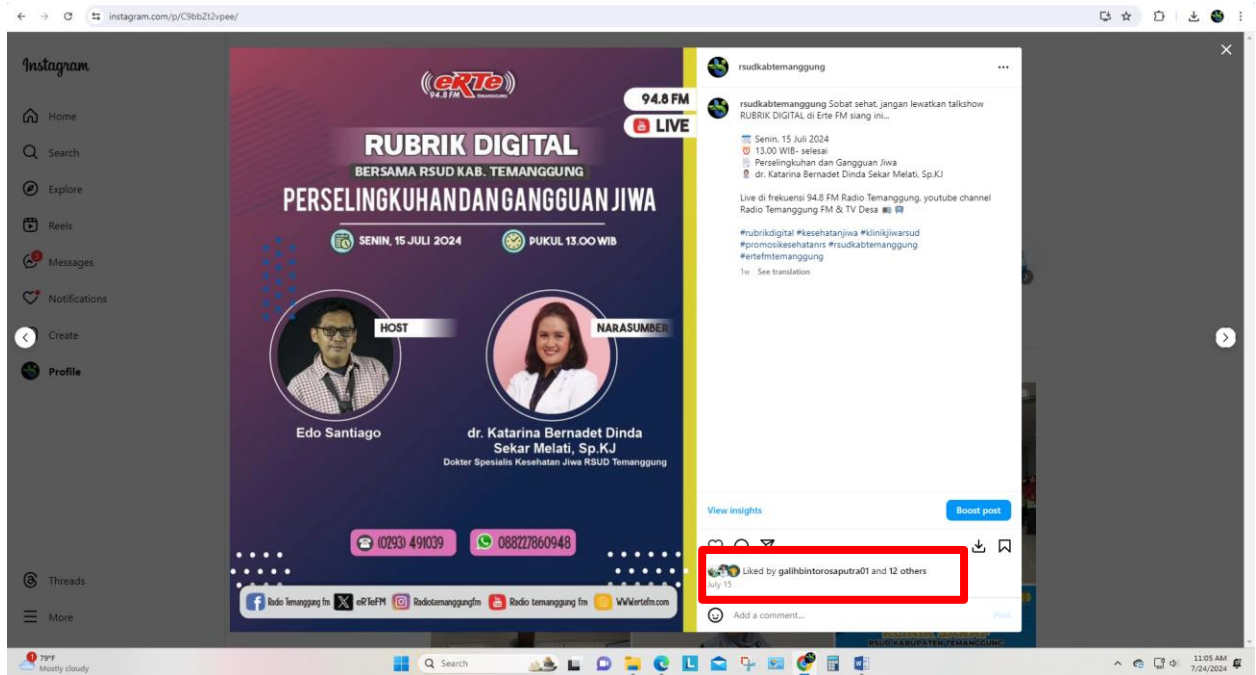 instagram.com/p/C9bbZt2vpee/
Instagram
Home
Search
Explore
Reels
Messages
Notifications
Create
Profile
Threads
More
eRTe
94.8 FM TEMANGGUNG
94.8 FM
LIVE
RUBRIK DIGITAL
BERSAMA RSUD KAB. TEMANGGUNG
PERSELINGKUHAN DAN GANGGUAN JIWA
SENIN, 15 JULI 2024
PUKUL 13.00 WIB
HOST
NARASUMBER
Edo Santiago
dr. Katarina Bernadet Dinda
Sekar Melati, Sp.KJ
Dokter Spesialis Kesehatan Jiwa RSUD Temanggung
(0293) 491039
088227860948
Radio Temanggung fm
eRTeFM
Radiotemanggungfm
Radio temanggung fm
WWWertefm.com
rsudkabtemanggung
rsudkabtemanggung Sobat sehat, jangan lewatkan talkshow
RUBRIK DIGITAL di Erte FM siang ini...
Senin, 15 Juli 2024
13.00 WIB- selesai
Perselingkuhan dan Gangguan Jiwa
dr. Katarina Bernadet Dinda Sekar Melati, Sp.KJ
Live di frekuensi 94.8 FM Radio Temanggung, youtube channel
Radio Temanggung FM & TV Desa
#rubrikdigital #kesehatanjiwa #klinikjiwarsud
#promosikesehatanrs #rsudkabtemanggung
#ertefmtemanggung
1w See translation
View insights
Boost post
Liked by galihbintorosaputra01 and 12 others
July 15
Add a comment...
Post
RSUD KABUPATEN TEMANGGUNG
1
79°F
Mostly cloudy
Search
11:05 AM
7/24/2024